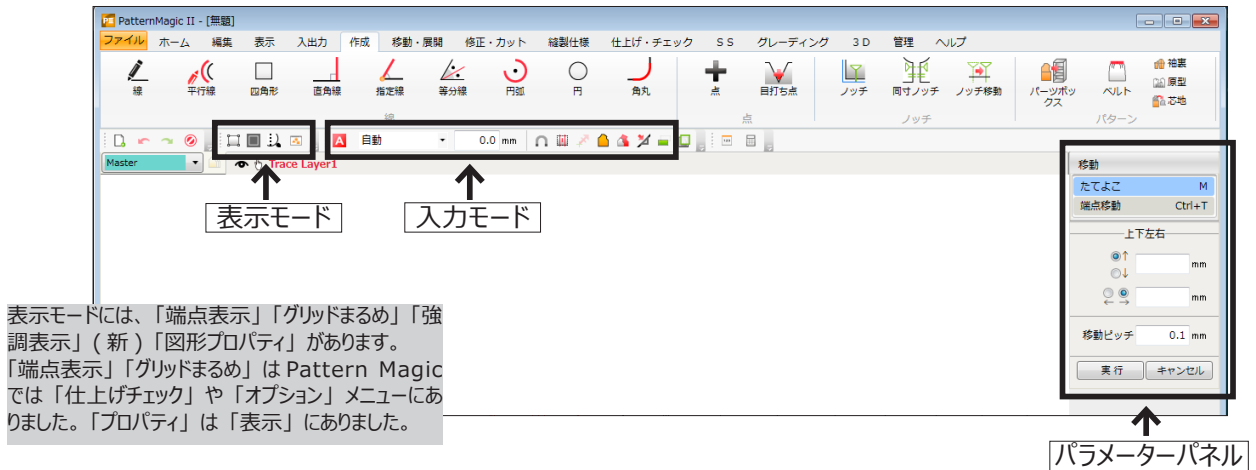 PatternMagic II - [無題]
ファイル ホーム 編集 表示 入出力 作成 移動・展開 修正・カット 縫製仕様 仕上げ・チェック SS グレーディング 3D 管理 ヘルプ
線 平行線 四角形 直角線 指定線 等分線 円弧 円 角丸 点 目打ち点 ノッチ 同寸ノッチ ノッチ移動 パーツボックス ベルト 袖裏
原型
芯地
線 点 ノッチ パターン
A 自動 0.0 mm
Master Trace Layer1
表示モード 入力モード
移動
たてよこ M
端点移動 Ctrl+T
上下左右
↑ mm
↓
← → mm
移動ピッチ 0.1 mm
実行 キャンセル
パラメーターパネル
表示モードには、「端点表示」「グリッドまるめ」「強
調表示」(新)「図形プロパティ」があります。
「端点表示」「グリッドまるめ」は Pattern Magic
では「仕上げチェック」や「オプション」メニューにあ
りました。「プロパティ」は「表示」にありました。